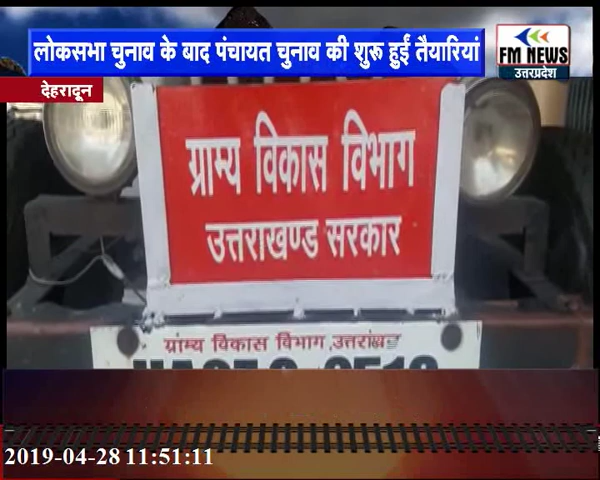 लोकसभा चुनाव के बाद पंचायत चुनाव की शुरू हुईं तैयारियां
FM NEWS
उत्तरप्रदेश
देहरादून
ग्राम्य विकास विभाग
उत्तराखण्ड सरकार
ग्राम्य विकास विभाग ,उत्तरांखण्ड
2019-04-28 11:51:11